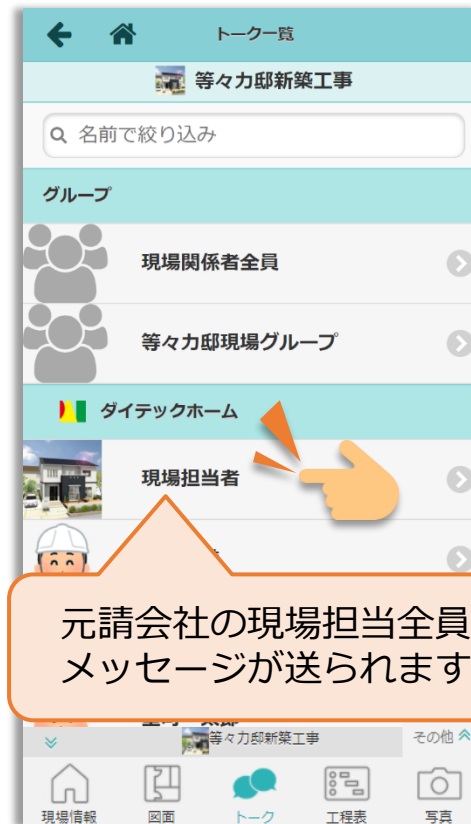 トーク一覧
等々力邸新築工事
名前で絞り込み
グループ
現場関係者全員
等々力邸現場グループ
ダイテックホーム
現場担当者
元請会社の現場担当全員
メッセージが送られます
等々力邸新築工事
その他
現場情報
図面
トーク
工程表
写真